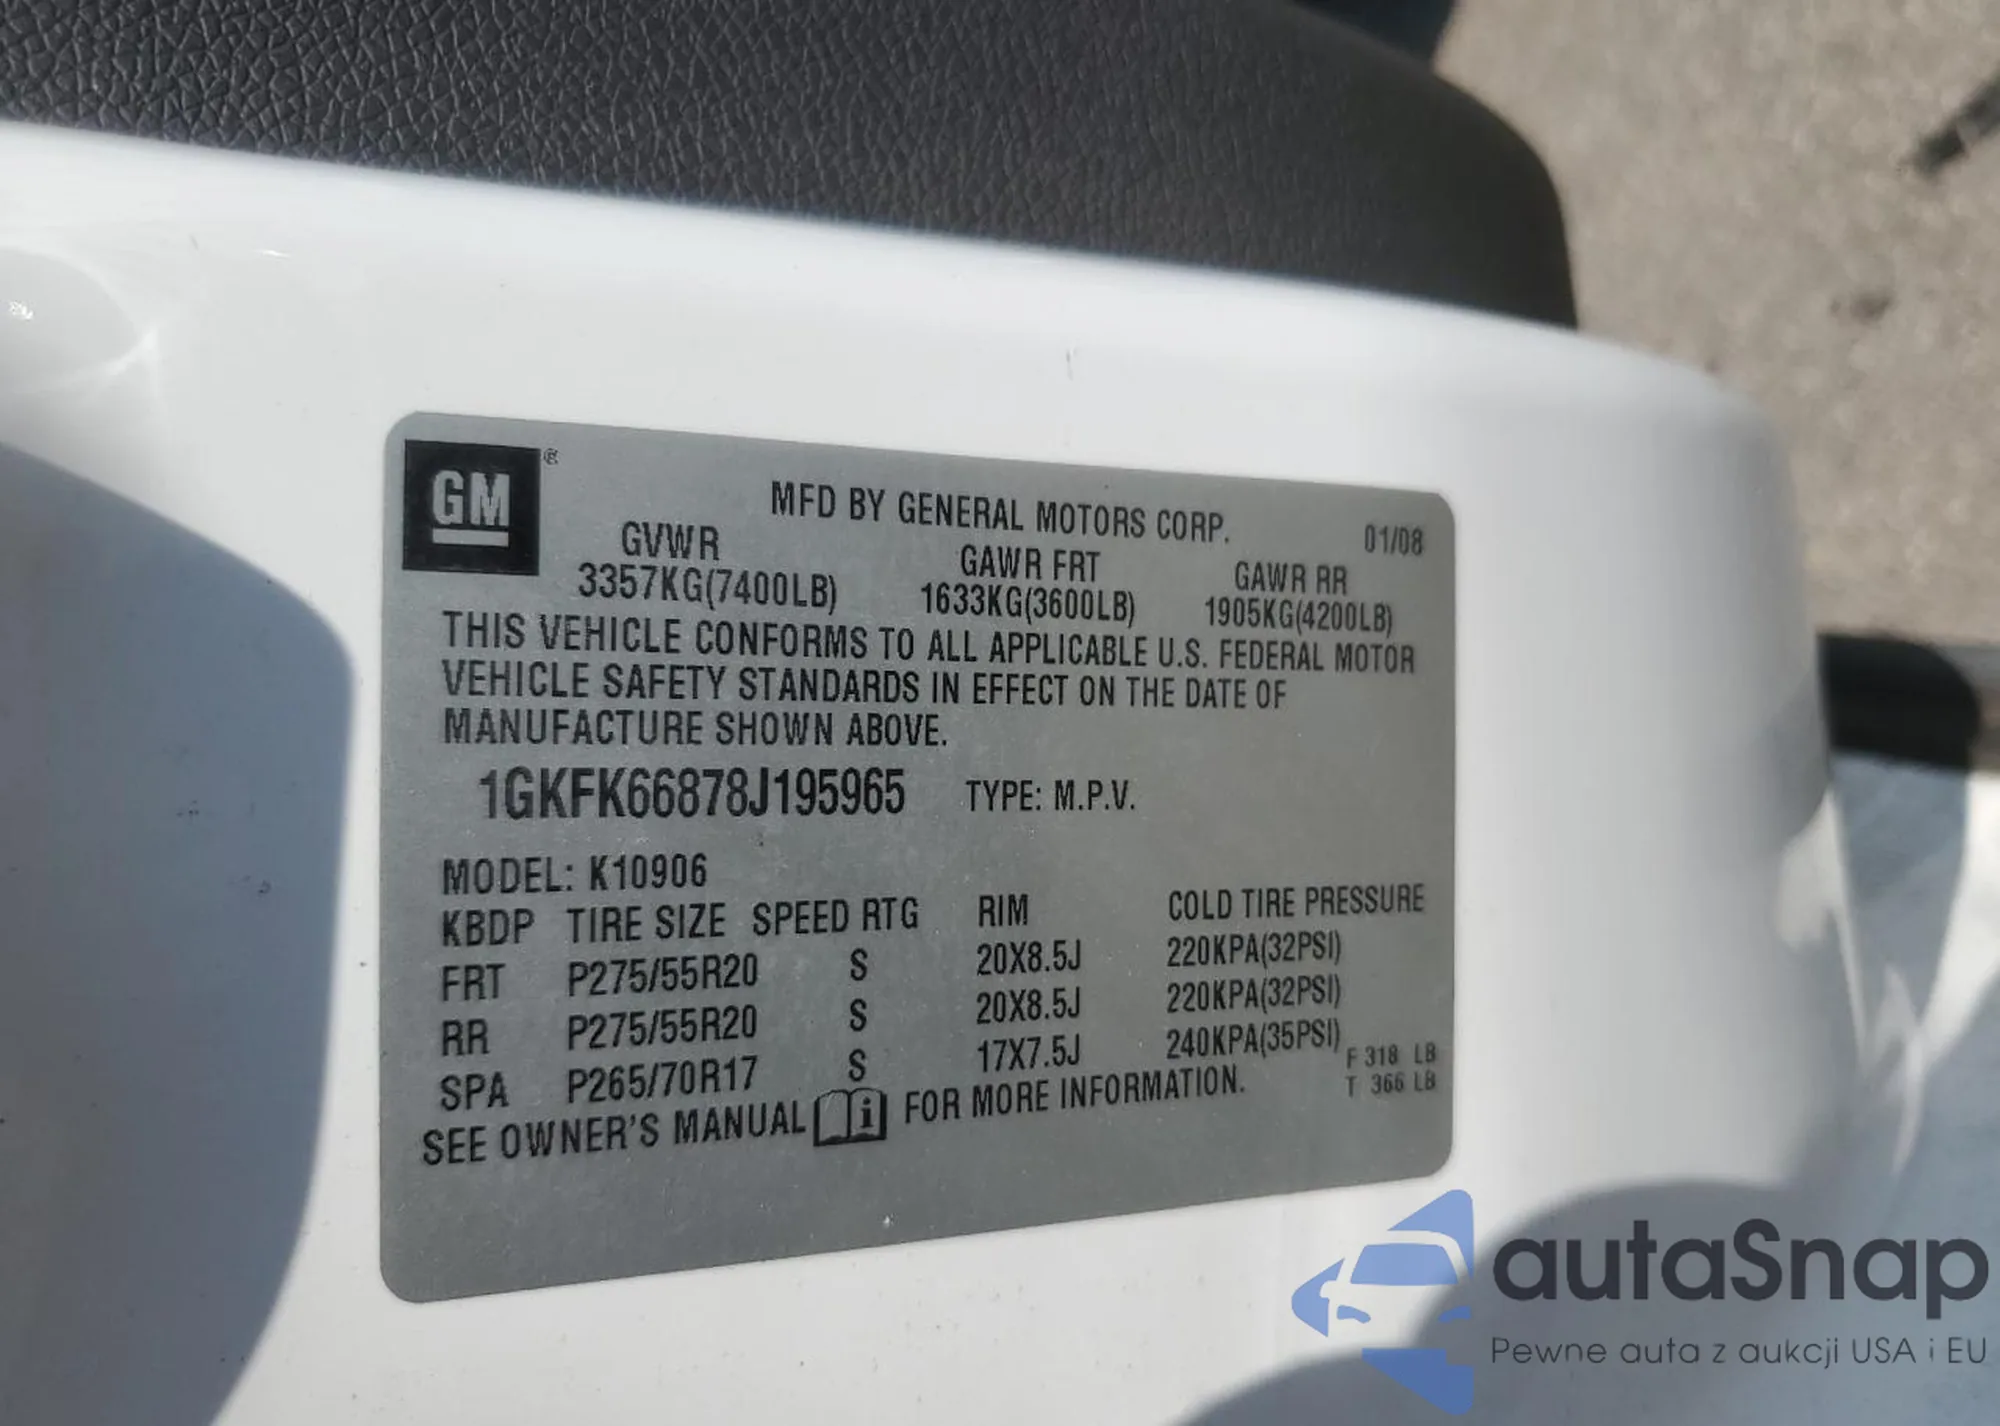 GM®
MFD BY GENERAL MOTORS CORP. 01/08
GVWR GAWR FRT GAWR RR
3357KG(7400LB) 1633KG(3600LB) 1905KG(4200LB)
THIS VEHICLE CONFORMS TO ALL APPLICABLE U.S. FEDERAL MOTOR
VEHICLE SAFETY STANDARDS IN EFFECT ON THE DATE OF
MANUFACTURE SHOWN ABOVE.
1GKFK66878J195965 TYPE: M.P.V.
MODEL: K10906
KBDP TIRE SIZE SPEED RTG RIM COLD TIRE PRESSURE
FRT P275/55R20 S 20X8.5J 220KPA(32PSI)
RR P275/55R20 S 20X8.5J 220KPA(32PSI)
SPA P265/70R17 S 17X7.5J 240KPA(35PSI)
F 318 LB
T 366 LB
SEE OWNER'S MANUAL i FOR MORE INFORMATION.
autaSnap
Pewne auta z aukcji USA i EU